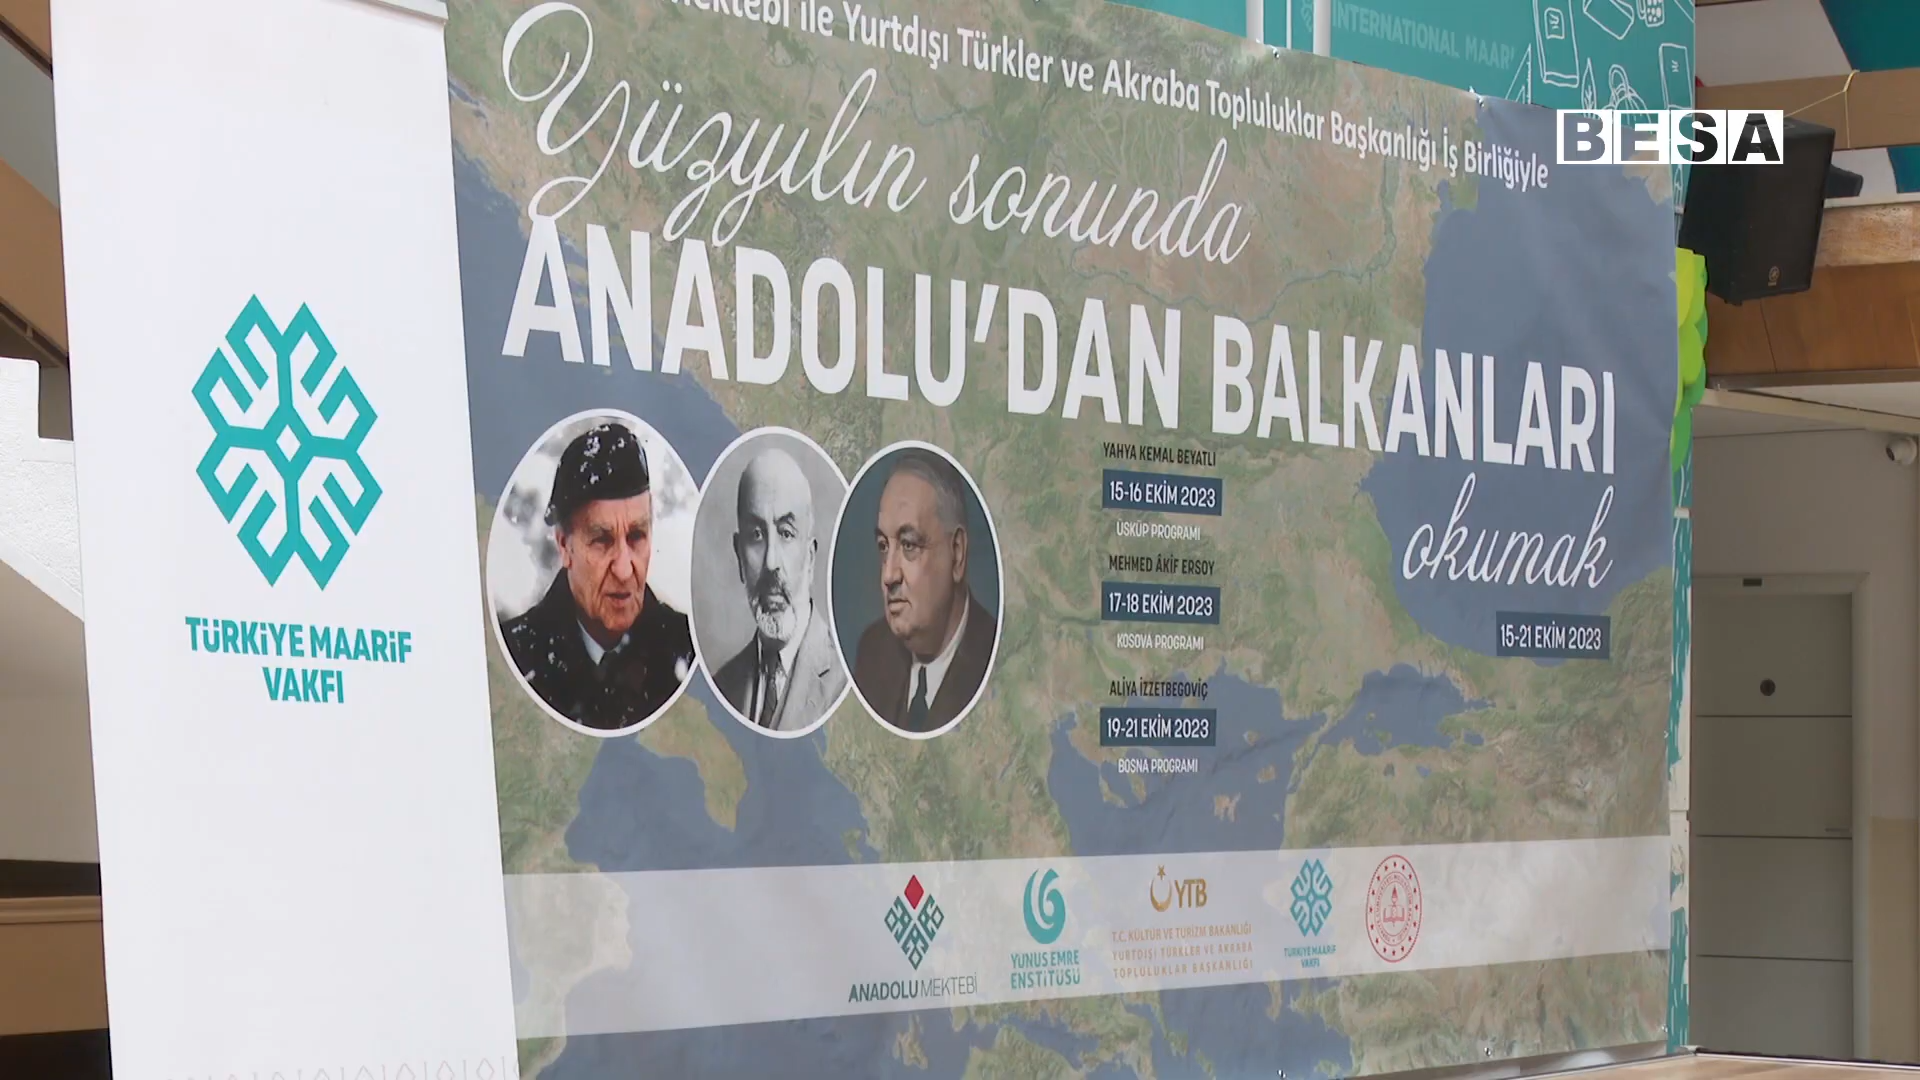 ile Yurtdışı Türkler ve Akraba Topluluklar Başkanlığı İş Birliğiyle
Yüzyılın sonunda
ANADOLU'DAN BALKANLARI
okumak
15-21 EKİM 2023
YAHYA KEMAL BEYATLI
15-16 EKİM 2023
ÜSKÜP PROGRAMI
MEHMED ÂKİF ERSOY
17-18 EKİM 2023
KOSOVA PROGRAMI
ALİYA İZZETBEGOVİÇ
19-21 EKİM 2023
BOSNA PROGRAMI
TÜRKİYE MAARİF
VAKFI
ANADOLU MEKTEBİ
YUNUS EMRE
ENSTİTÜSÜ
YTB
T.C. KÜLTÜR VE TURİZM BAKANLIĞI
YURTDIŞI TÜRKLER VE AKRABA
TOPLULUKLAR BAŞKANLIĞI
TÜRKİYE MAARİF
VAKFI
INTERNATIONAL MAARIF
BESA